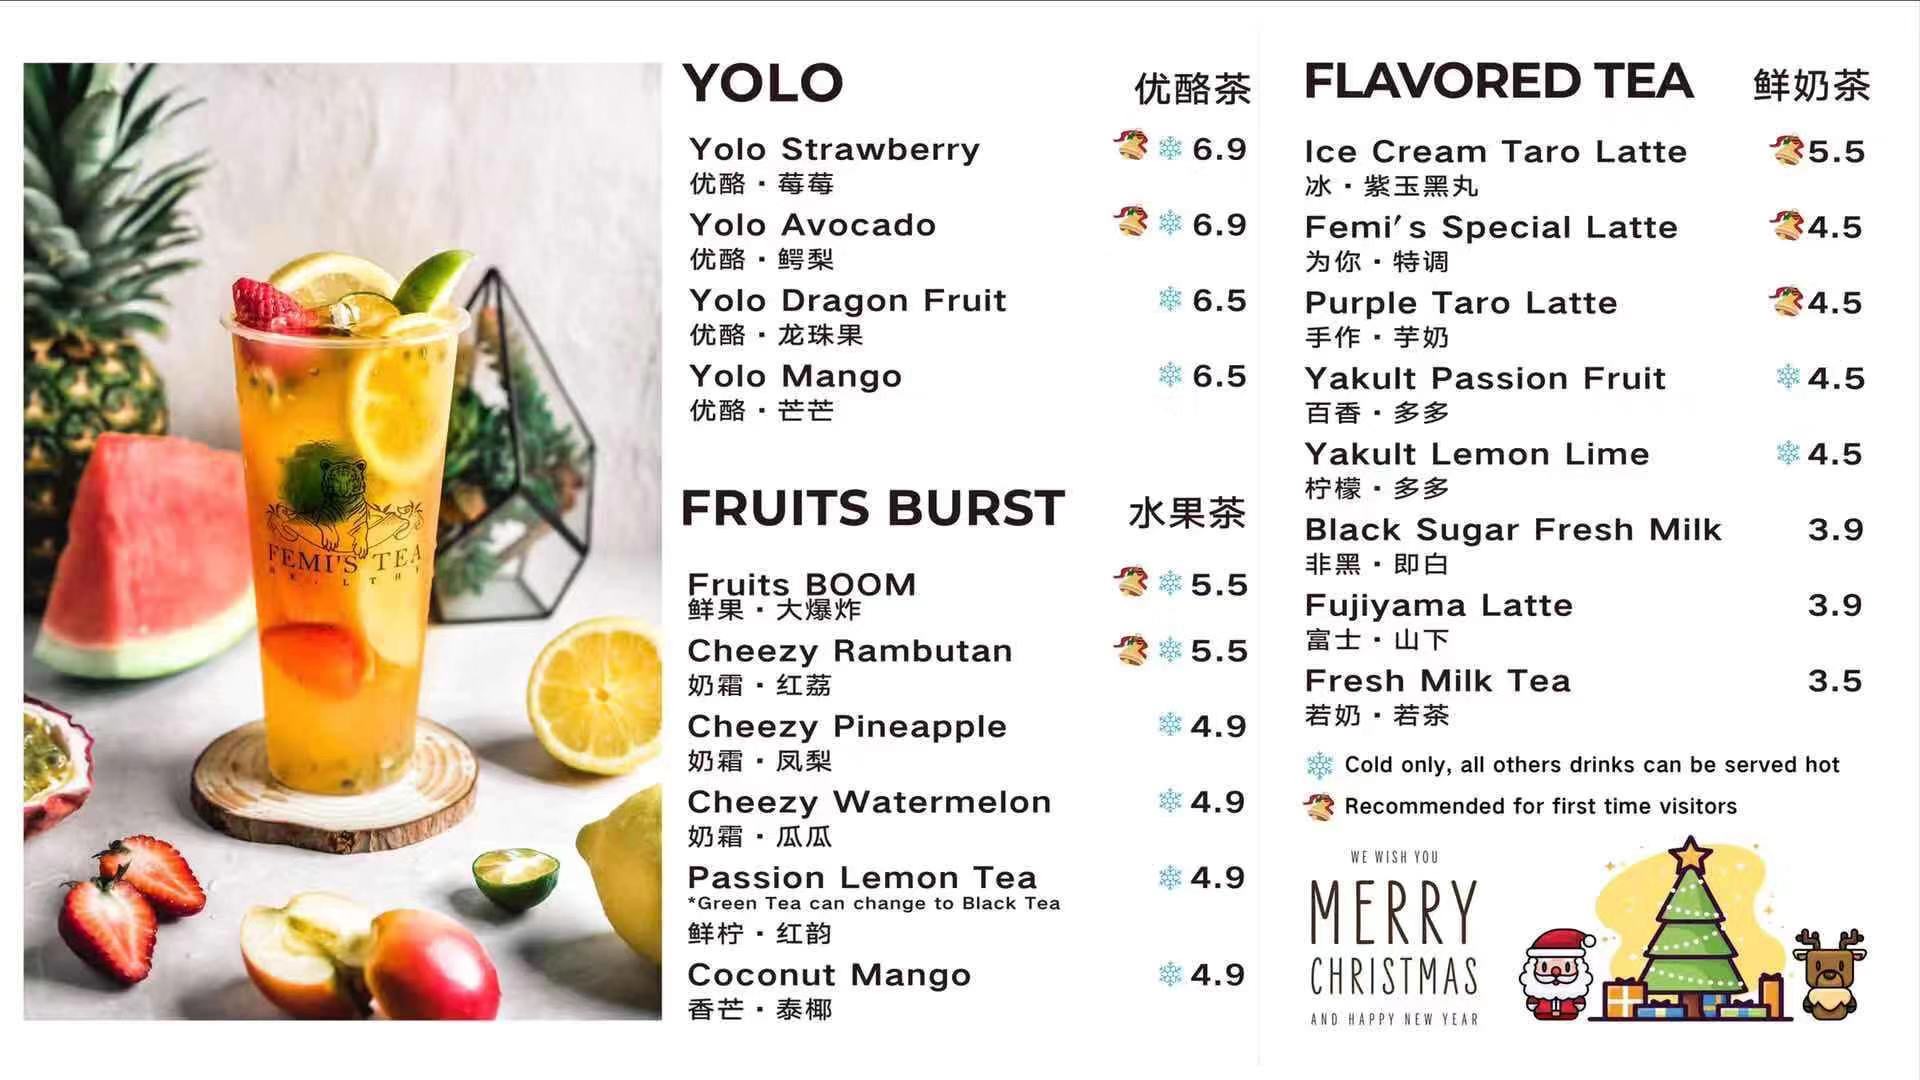 FEMI'S TEA
YOLO 优酪茶
Yolo Strawberry 6.9
优酪·莓莓
Yolo Avocado 6.9
优酪·鳄梨
Yolo Dragon Fruit 6.5
优酪·龙珠果
Yolo Mango 6.5
优酪·芒芒
FRUITS BURST 水果茶
Fruits BOOM 5.5
鲜果·大爆炸
Cheezy Rambutan 5.5
奶霜·红荔
Cheezy Pineapple 4.9
奶霜·凤梨
Cheezy Watermelon 4.9
奶霜·瓜瓜
Passion Lemon Tea 4.9
*Green Tea can change to Black Tea
鲜柠·红韵
Coconut Mango 4.9
香芒·泰椰
FLAVORED TEA 鲜奶茶
Ice Cream Taro Latte 5.5
冰·紫玉黑丸
Femi's Special Latte 4.5
为你·特调
Purple Taro Latte 4.5
手作·芋奶
Yakult Passion Fruit 4.5
百香·多多
Yakult Lemon Lime 4.5
柠檬·多多
Black Sugar Fresh Milk 3.9
非黑·即白
Fujiyama Latte 3.9
富士·山下
Fresh Milk Tea 3.5
若奶·若茶
Cold only, all others drinks can be served hot
Recommended for first time visitors
WE WISH YOU
MERRY
CHRISTMAS
AND HAPPY NEW YEAR